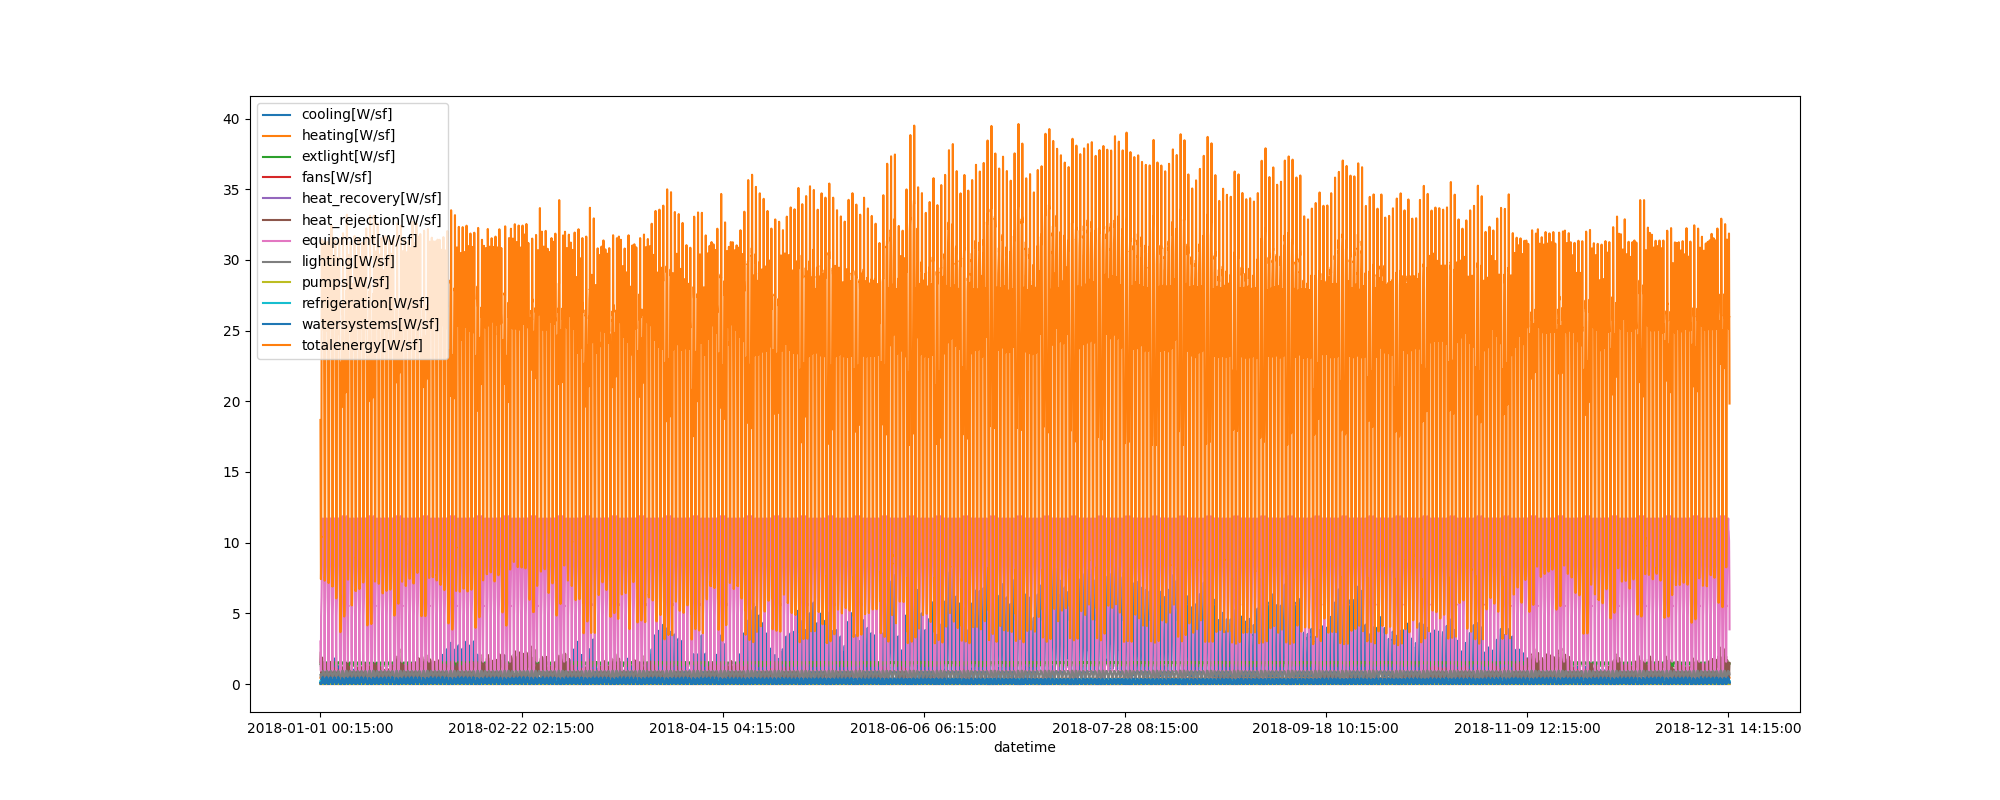 cooling[W/sf]
heating[W/sf]
extlight[W/sf]
fans[W/sf]
heat_recovery[W/sf]
heat_rejection[W/sf]
equipment[W/sf]
lighting[W/sf]
pumps[W/sf]
refrigeration[W/sf]
watersystems[W/sf]
totalenergy[W/sf]
40
35
30
25
20
15
10
5
0
2018-01-01 00:15:00 2018-02-22 02:15:00 2018-04-15 04:15:00 2018-06-06 06:15:00 2018-07-28 08:15:00 2018-09-18 10:15:00 2018-11-09 12:15:00 2018-12-31 14:15:00
datetime